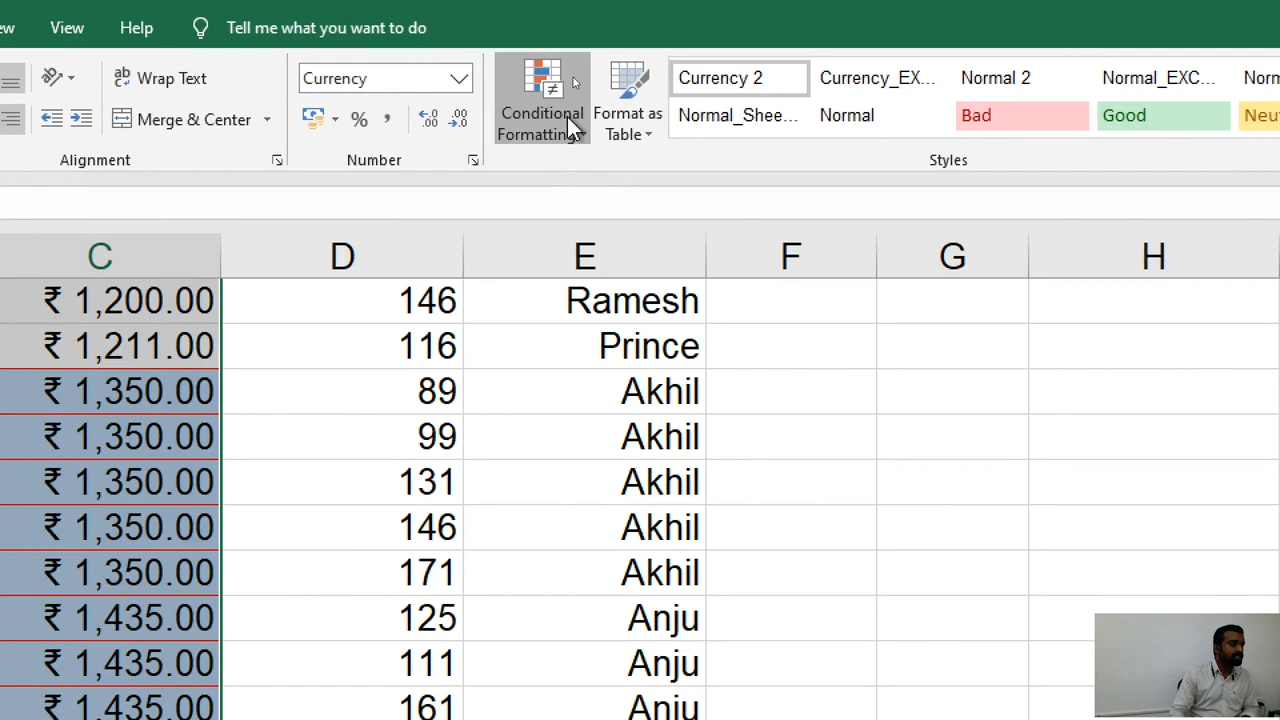 View Help Tell me what you want to do
Wrap Text Currency Currency 2 Currency_EX... Normal 2 Normal_EXC...
Merge & Center % Conditional Formatting Format as Table Normal_Shee... Normal Bad Good
Alignment Number Styles
C D E F G H
₹ 1,200.00 146 Ramesh
₹ 1,211.00 116 Prince
₹ 1,350.00 89 Akhil
₹ 1,350.00 99 Akhil
₹ 1,350.00 131 Akhil
₹ 1,350.00 146 Akhil
₹ 1,350.00 171 Akhil
₹ 1,435.00 125 Anju
₹ 1,435.00 111 Anju
₹ 1,435.00 161 Anju